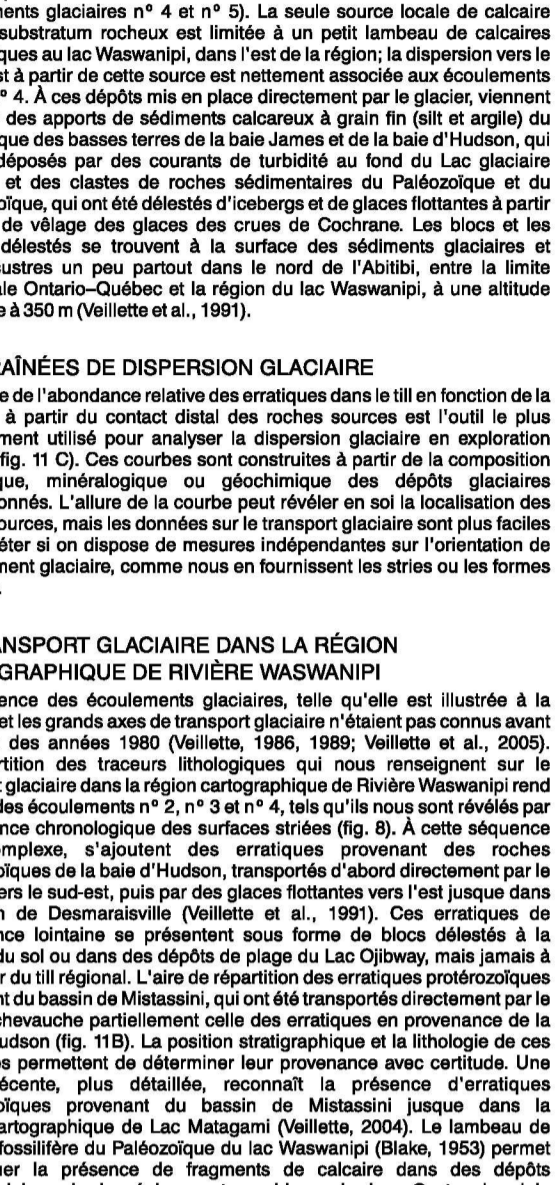 ments glaciaires nº 4 et nº 5). La seule source locale de calcaire
substratum rocheux est limitée à un petit lambeau de calcaires
ques au lac Waswanipi, dans l'est de la région; la dispersion vers le
st à partir de cette source est nettement associée aux écoulements
º 4. À ces dépôts mis en place directement par le glacier, viennent
des apports de sédiments calcareux à grain fin (silt et argile) du
que des basses terres de la baie James et de la baie d'Hudson, qui
déposés par des courants de turbidité au fond du Lac glaciaire
et des clastes de roches sédimentaires du Paléozoïque et du
oïque, qui ont été délestés d'icebergs et de glaces flottantes à partir
de vêlage des glaces des crues de Cochrane. Les blocs et les
délestés se trouvent à la surface des sédiments glaciaires et
ustres un peu partout dans le nord de l'Abitibi, entre la limite
ale Ontario–Québec et la région du lac Waswanipi, à une altitude
e à 350 m (Veillette et al., 1991).
AÎNÉES DE DISPERSION GLACIAIRE
e de l'abondance relative des erratiques dans le till en fonction de la
à partir du contact distal des roches sources est l'outil le plus
ment utilisé pour analyser la dispersion glaciaire en exploration
fig. 11 C). Ces courbes sont construites à partir de la composition
que, minéralogique ou géochimique des dépôts glaciaires
onnés. L'allure de la courbe peut révéler en soi la localisation des
ources, mais les données sur le transport glaciaire sont plus faciles
éter si on dispose de mesures indépendantes sur l'orientation de
ment glaciaire, comme nous en fournissent les stries ou les formes
.
ANSPORT GLACIAIRE DANS LA RÉGION
GRAPHIQUE DE RIVIÈRE WASWANIPI
ence des écoulements glaciaires, telle qu'elle est illustrée à la
et les grands axes de transport glaciaire n'étaient pas connus avant
des années 1980 (Veillette, 1986, 1989; Veillette et al., 2005).
rtition des traceurs lithologiques qui nous renseignent sur le
t glaciaire dans la région cartographique de Rivière Waswanipi rend
des écoulements nº 2, nº 3 et nº 4, tels qu'ils nous sont révélés par
nce chronologique des surfaces striées (fig. 8). À cette séquence
mplexe, s'ajoutent des erratiques provenant des roches
oïques de la baie d'Hudson, transportés d'abord directement par le
ers le sud-est, puis par des glaces flottantes vers l'est jusque dans
n de Desmaraisville (Veillette et al., 1991). Ces erratiques de
nce lointaine se présentent sous forme de blocs délestés à la
du sol ou dans des dépôts de plage du Lac Ojibway, mais jamais à
r du till régional. L'aire de répartition des erratiques protérozoïques
nt du bassin de Mistassini, qui ont été transportés directement par le
chevauche partiellement celle des erratiques en provenance de la
udson (fig. 11B). La position stratigraphique et la lithologie de ces
s permettent de déterminer leur provenance avec certitude. Une
écente, plus détaillée, reconnaît la présence d'erratiques
oïques provenant du bassin de Mistassini jusque dans la
artographique de Lac Matagami (Veillette, 2004). Le lambeau de
fossilifère du Paléozoïque du lac Waswanipi (Blake, 1953) permet
uer la présence de fragments de calcaire dans des dépôts